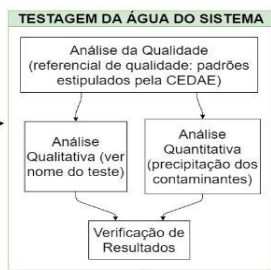 TESTAGEM DA ÁGUA DO SISTEMA
Análise da Qualidade
(referencial de qualidade: padrões
estipulados pela CEDAE)
Análise
Qualitativa (ver
nome do teste)
Análise
Quantitativa
(precipitação dos
contaminantes)
Verificação de
Resultados